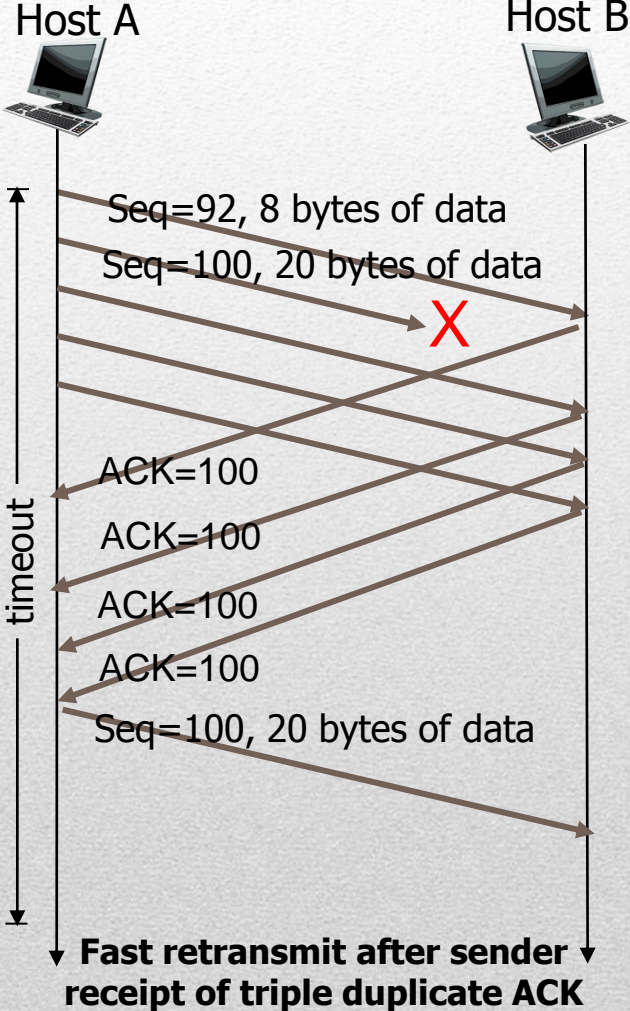 Host A
Host B
Seq=92, 8 bytes of data
Seq=100, 20 bytes of data
X
ACK=100
ACK=100
ACK=100
ACK=100
timeout
Seq=100, 20 bytes of data
Fast retransmit after sender
receipt of triple duplicate ACK